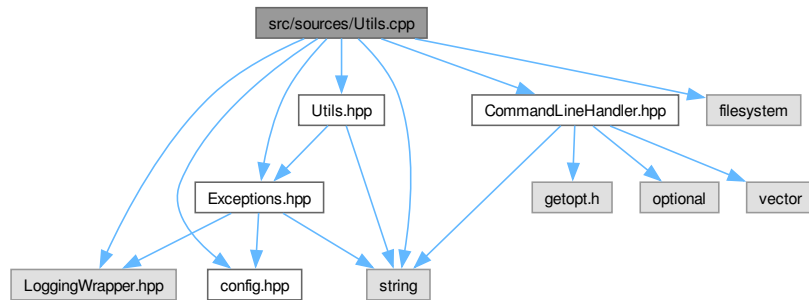 src/sources/Utils.cpp
Utils.hpp
CommandLineHandler.hpp
filesystem
Exceptions.hpp
getopt.h
optional
vector
LoggingWrapper.hpp
config.hpp
string